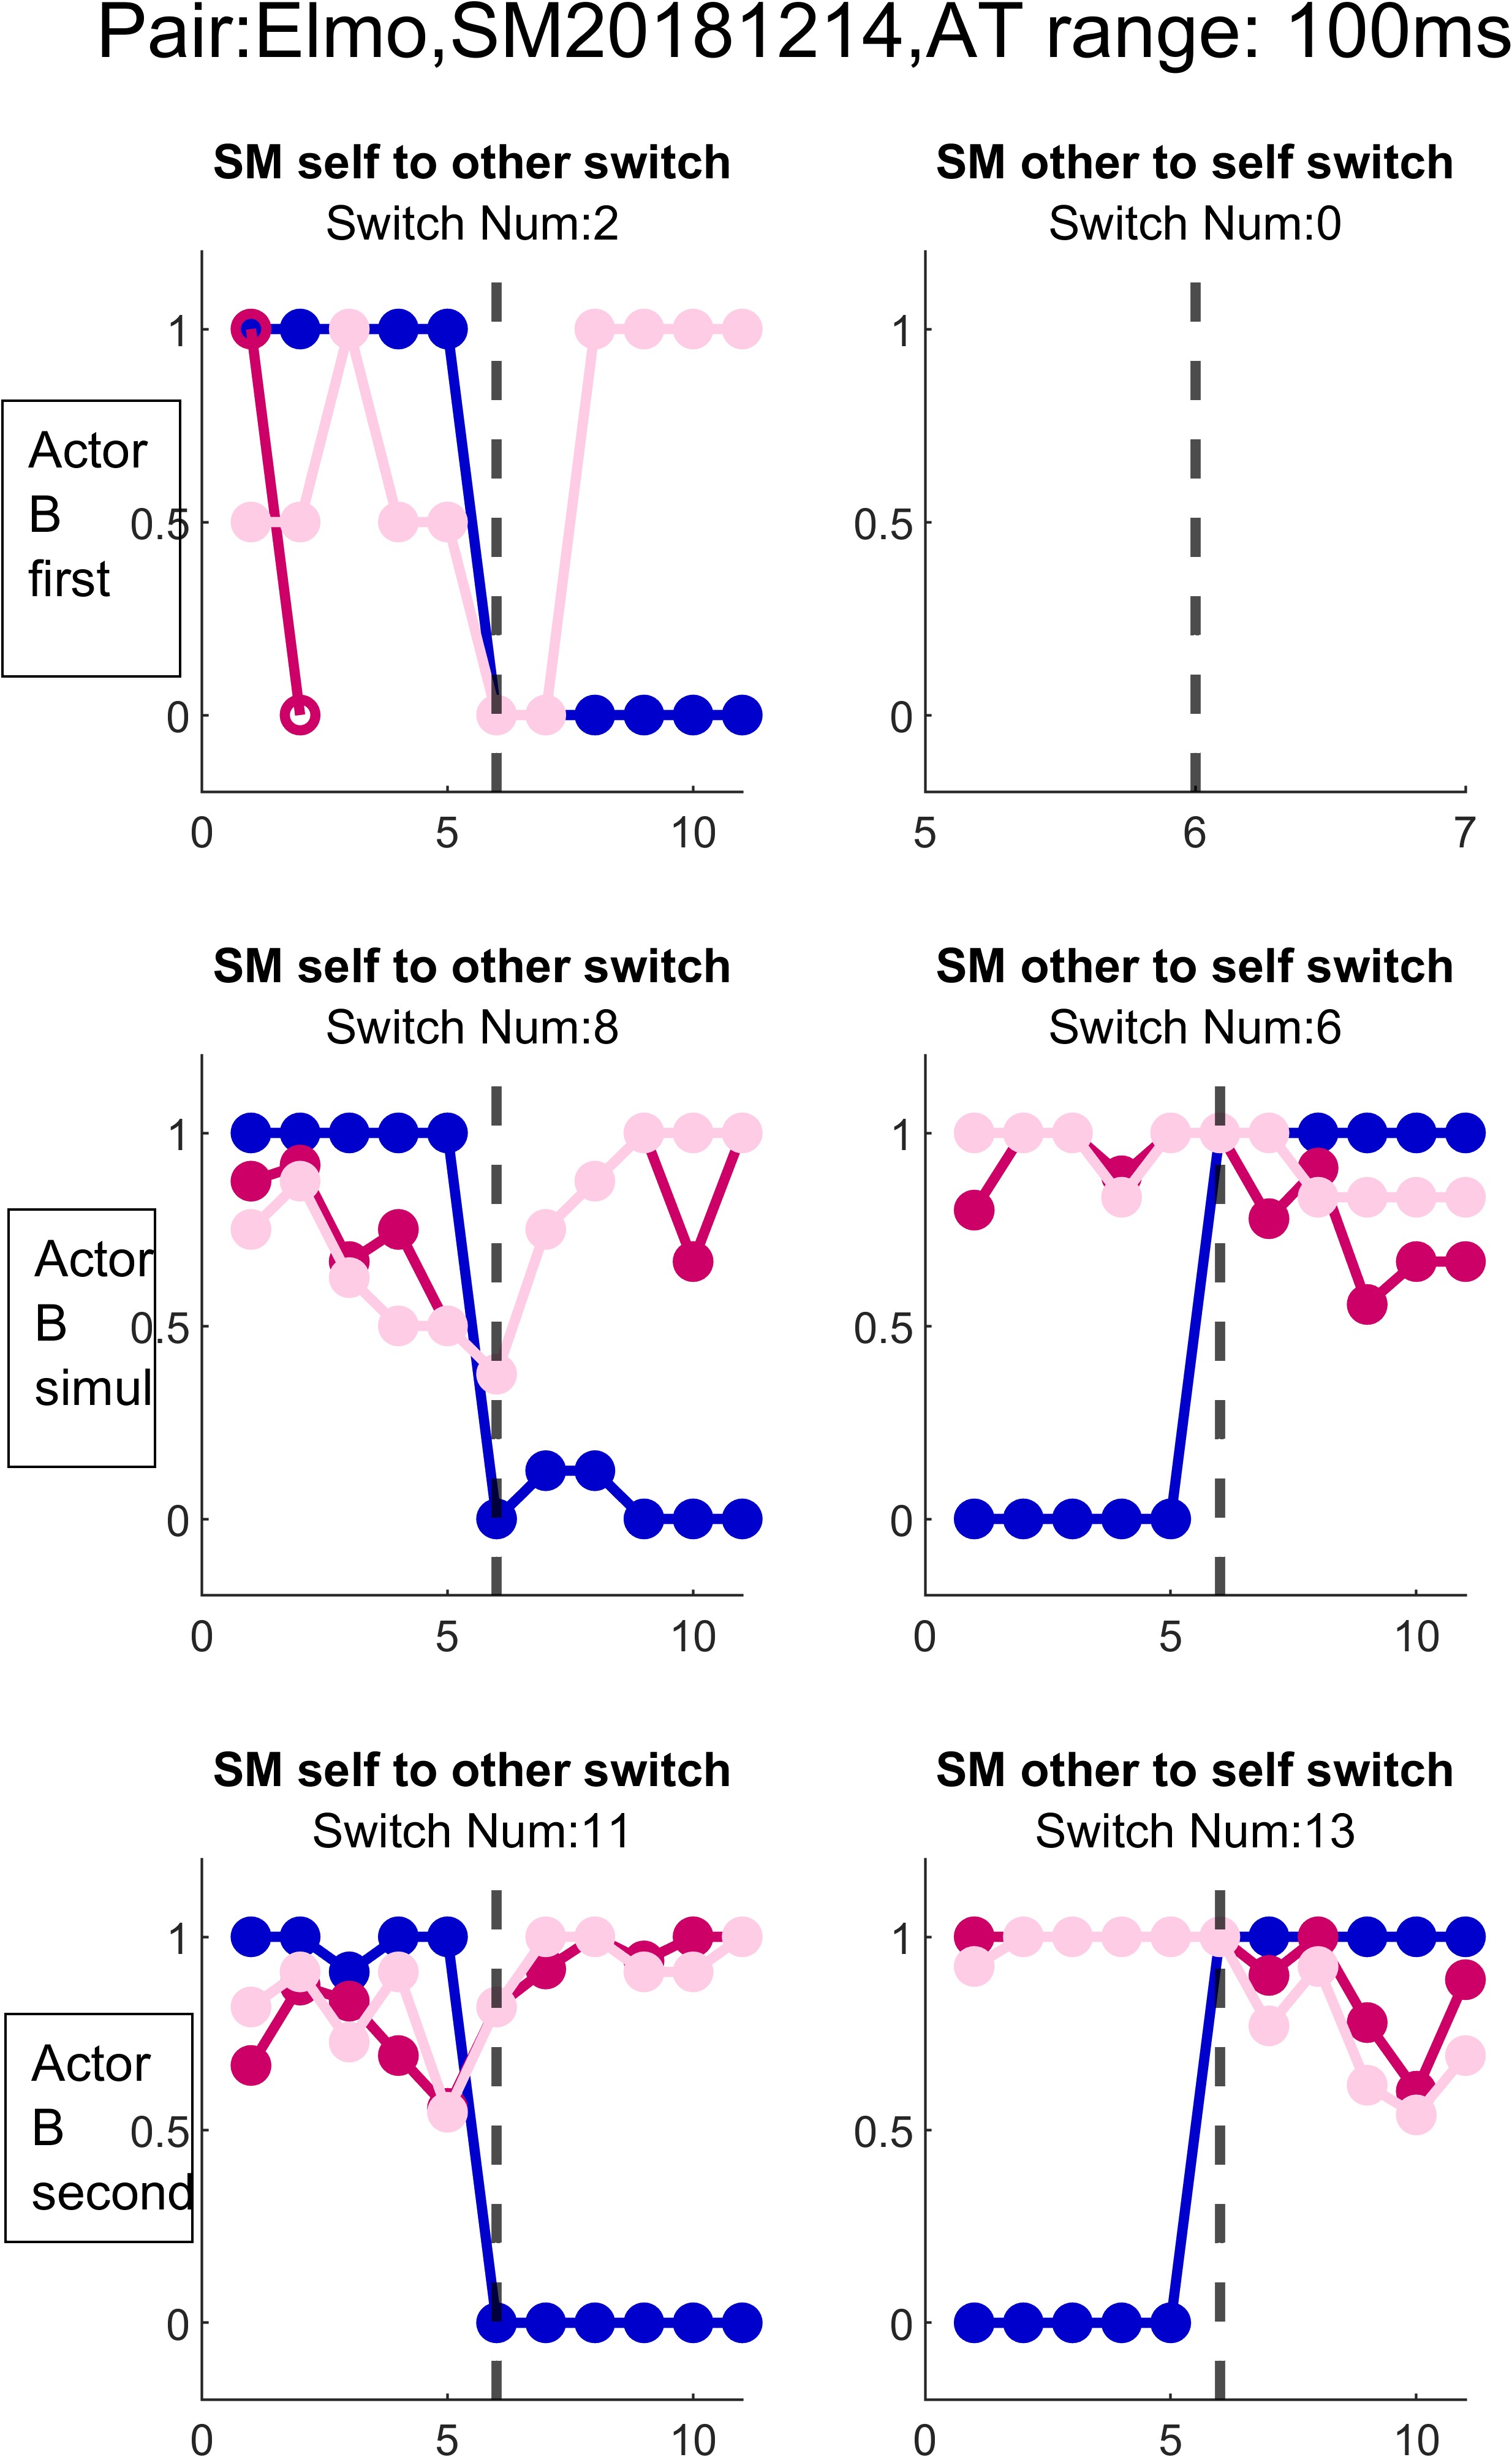 Pair:Elmo,SM20181214,AT range: 100ms
SM self to other switch
Switch Num:2
SM other to self switch
Switch Num:0
Actor
B
first
1
0.5
0
0 5 10
1
0.5
0
5 6 7
SM self to other switch
Switch Num:8
SM other to self switch
Switch Num:6
Actor
B
simul
1
0.5
0
0 5 10
1
0.5
0
0 5 10
SM self to other switch
Switch Num:11
SM other to self switch
Switch Num:13
Actor
B
second
1
0.5
0
0 5 10
1
0.5
0
0 5 10